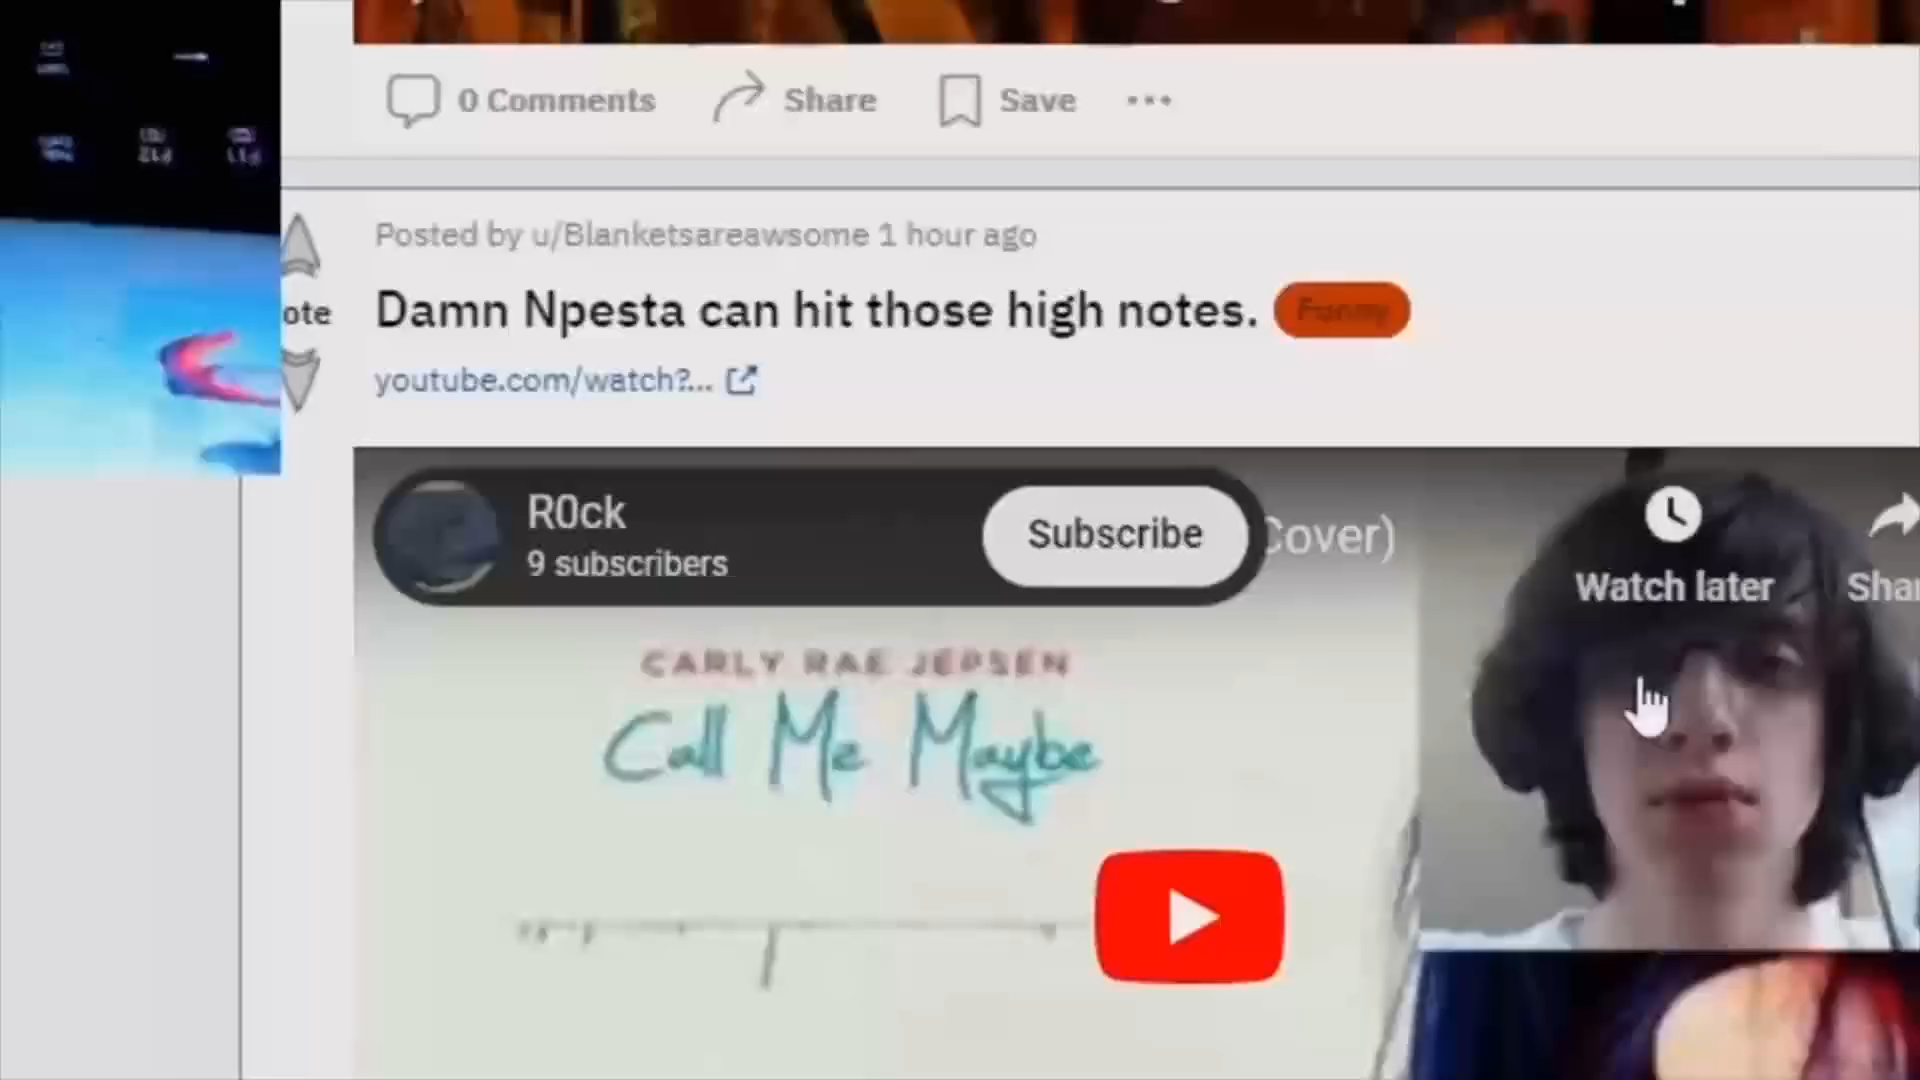 0 Comments Share Save
Posted by u/Blanketsareawsome 1 hour ago
ote
Damn Npesta can hit those high notes. Funny
youtube.com/watch?...
R0ck
9 subscribers
Subscribe
Cover)
Watch later
Shar
CARLY RAE JEPSEN
Call Me Maybe